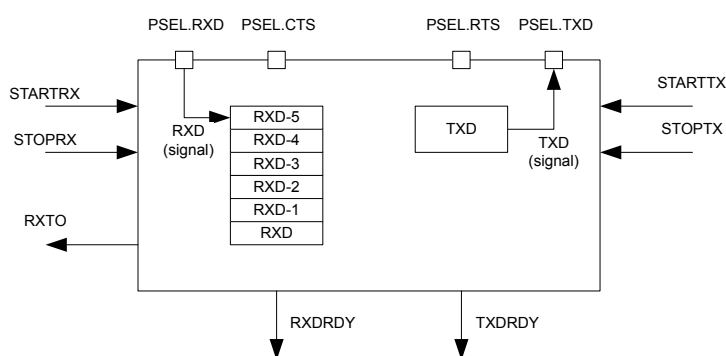 PSEL.RXD PSEL.CTS PSEL.RTS PSEL.TXD
STARTRX
STOPRX
RXTO
RXD
(signal)
RXD-5
RXD-4
RXD-3
RXD-2
RXD-1
RXD
TXD
TXD
(signal)
STARTTX
STOPTX
RXDRDY
TXDRDY